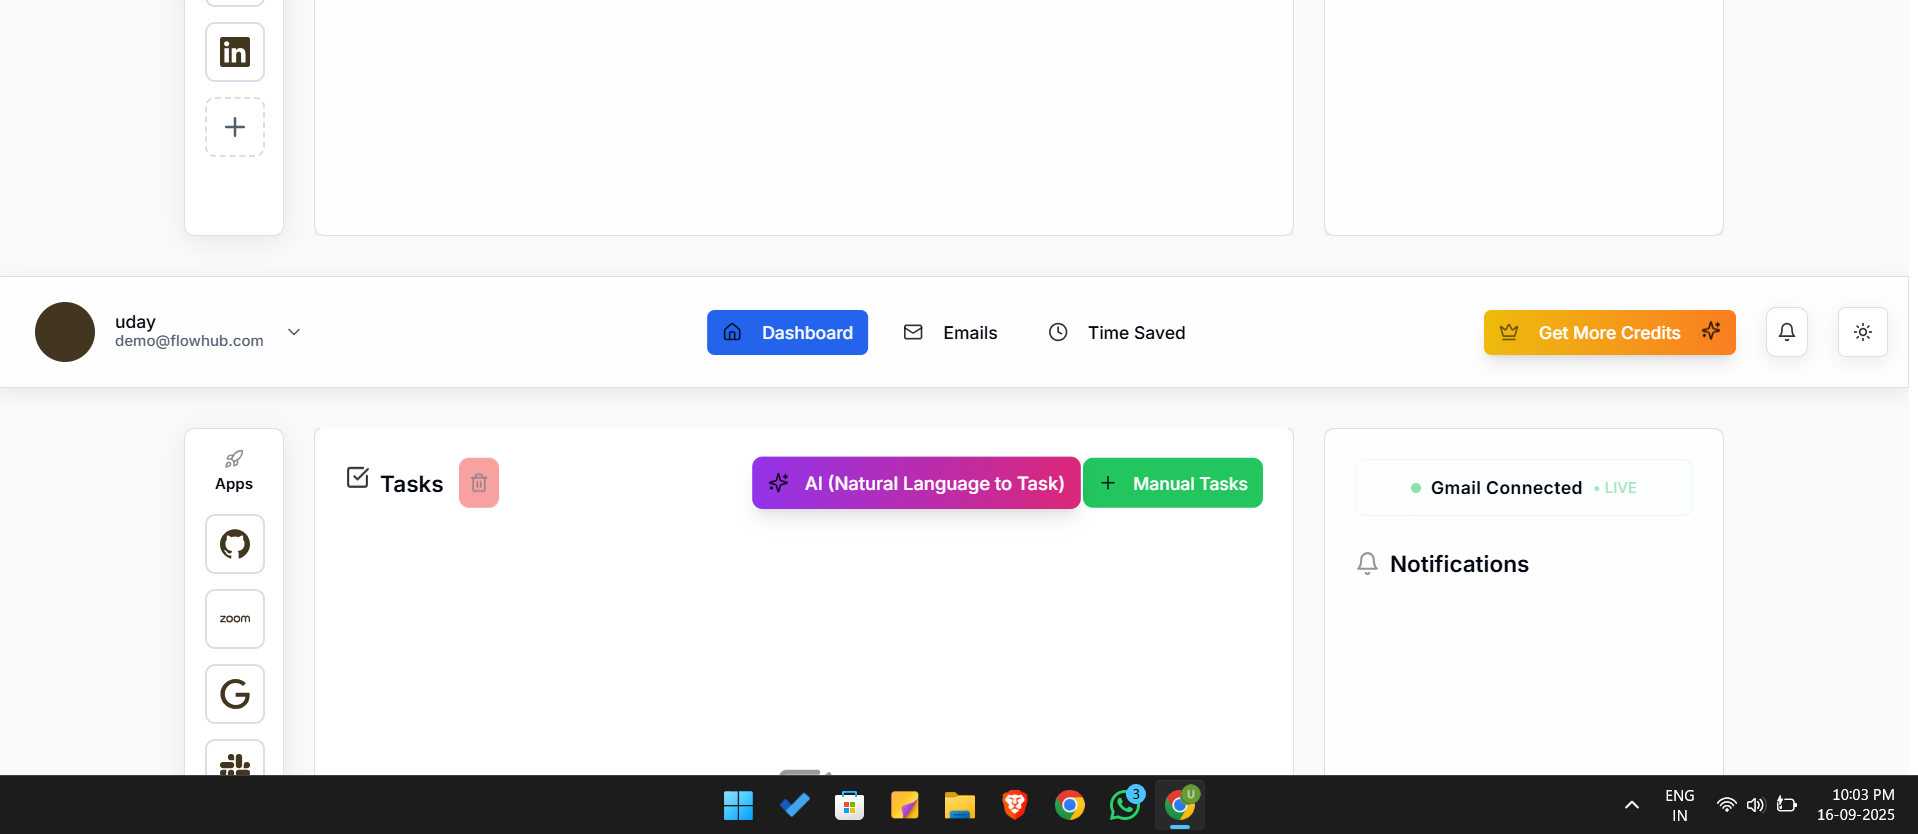 in
uday
demo@flowhub.com
Dashboard
Emails
Time Saved
Get More Credits
Apps
Tasks
AI (Natural Language to Task)
Manual Tasks
Gmail Connected
• LIVE
Notifications
zoom
G
3
U
ENG
IN
10:03 PM
16-09-2025